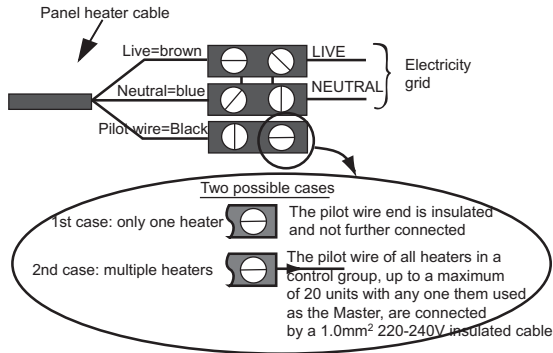 Panel heater cable
Live=brown
LIVE
Neutral=blue
NEUTRAL
Electricity
grid
Pilot wire=Black
Two possible cases
1st case: only one heater
The pilot wire end is insulated
and not further connected
2nd case: multiple heaters
The pilot wire of all heaters in a
control group, up to a maximum
of 20 units with any one them used
as the Master, are connected
by a 1.0mm² 220-240V insulated cable